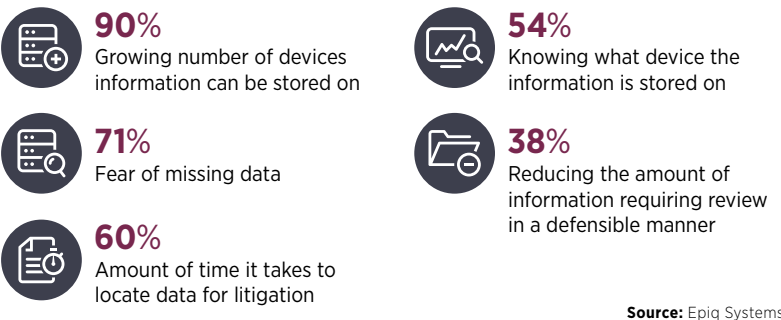 90%
Growing number of devices
information can be stored on
71%
Fear of missing data
60%
Amount of time it takes to
locate data for litigation
54%
Knowing what device the
information is stored on
38%
Reducing the amount of
information requiring review
in a defensible manner
Source: Epiq Systems